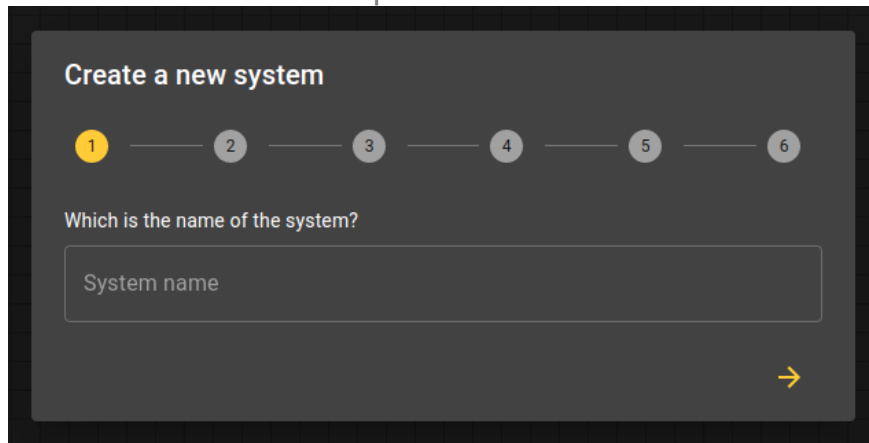 Create a new system
1 2 3 4 5 6
Which is the name of the system?
System name